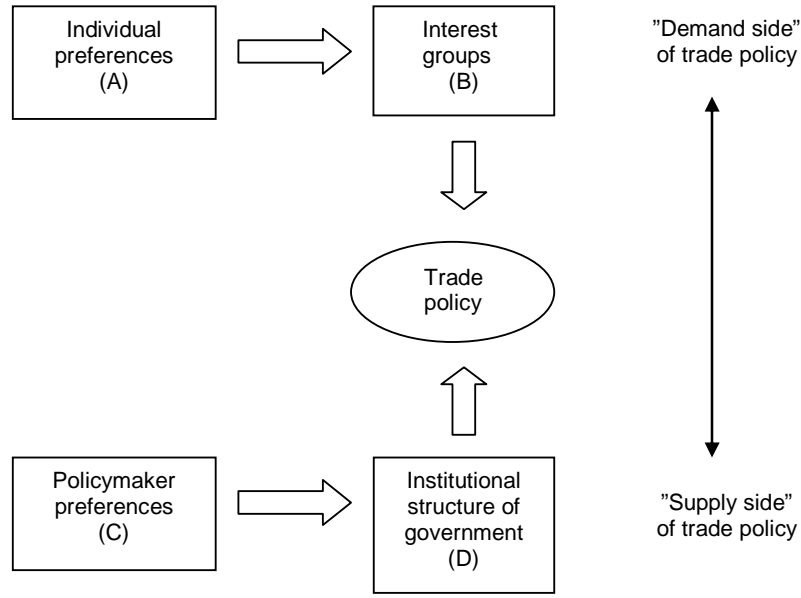 Individual
preferences
(A)
Interest
groups
(B)
”Demand side”
of trade policy
Trade
policy
Policymaker
preferences
(C)
Institutional
structure of
government
(D)
”Supply side”
of trade policy